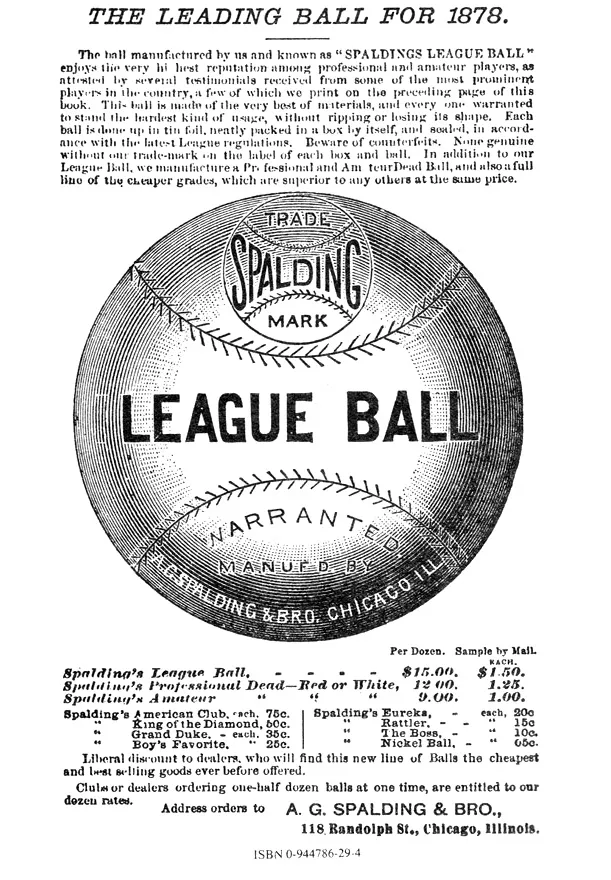 THE LEADING BALL FOR 1878.
The ball manufactured by us and known as "SPALDINGS LEAGUE BALL"
enjoys the very hi hest reputation among professional and amateur players, as
attested by several testimonials received from some of the most prominent
players in the country, a few of which we print on the preceding page of this
book. This ball is made of the very best of materials, and every one warranted
to stand the hardest kind of usage, without ripping or losing its shape. Each
ball is done up in tin foil, neatly packed in a box by itself, and sealed, in accord-
ance with the latest League regulations. Beware of counterfeits. None genuine
without our trade-mark on the label of each box and ball. In addition to our
League Ball, we manufacture a Pr fessional and Am teur Dead Ball, and also a full
line of the cheaper grades, which are superior to any others at the same price.
TRADE
SPALDING
MARK
LEAGUE BALL
WARRANTED
MANUFD BY
A.G. SPALDING & BRO. CHICAGO ILL
Per Dozen. Sample by Mail.
EACH.
Spalding's League Ball, - - - - $15.00. $1.50.
Spalding's Professional Dead—Red or White, 12 00. 1.25.
Spalding's Amateur " " " 9.00. 1.00.
Spalding's American Club, each, 75c. Spalding's Eureka, - each, 20c
" King of the Diamond, 50c. " Rattler, - - " 15c
" Grand Duke. - each. 35c. " The Boss, - " 10c.
" Boy's Favorite. " 25c. " Nickel Ball, - " 05c.
Liberal discount to dealers, who will find this new line of Balls the cheapest
and best selling goods ever before offered.
Clubs or dealers ordering one-half dozen balls at one time, are entitled to our
dozen rates.
Address orders to A. G. SPALDING & BRO.,
118 Randolph St., Chicago, Illinois.
ISBN 0-944786-29-4